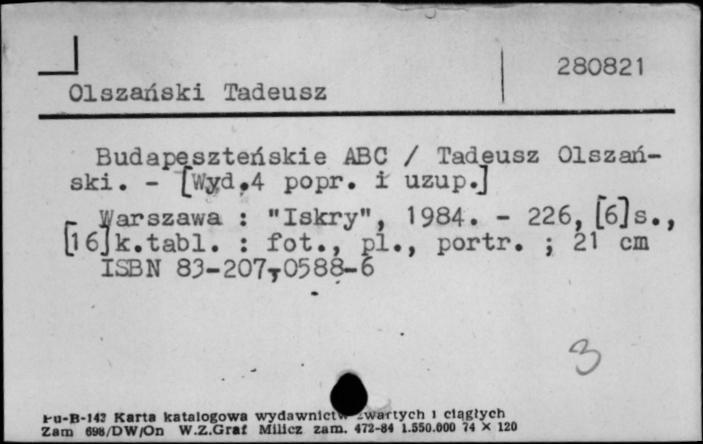 280821
Olszański Tadeusz
Budapeszteńskie ABC / Tadeusz Olszań-
ski. - [Wyd.4 popr. i uzup.]
Warszawa : "Iskry", 1984. - 226, [6]s.,
[16]k.tabl. : fot., pl., portr. ; 21 cm
ISBN 83-207-0588-6
3
Pu-B-143 Karta katalogowa wydawnictw zwartych i ciągłych
Zam 698/DW/On W.Z.Graf Milicz zam. 472-84 1.550.000 74 × 120